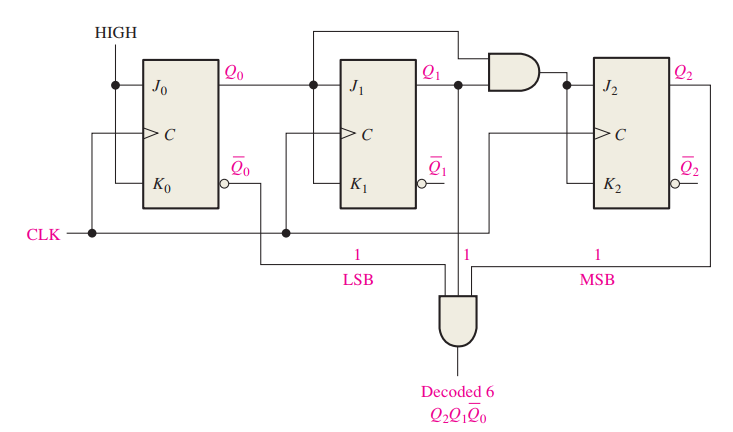 HIGH
J₀ Q₀ J₁ Q₁ J₂ Q₂
C C C
K₀ Q̅₀ K₁ Q̅₁ K₂ Q̅₂
CLK
1 1 1
LSB MSB
Decoded 6
Q₂Q₁Q̅₀